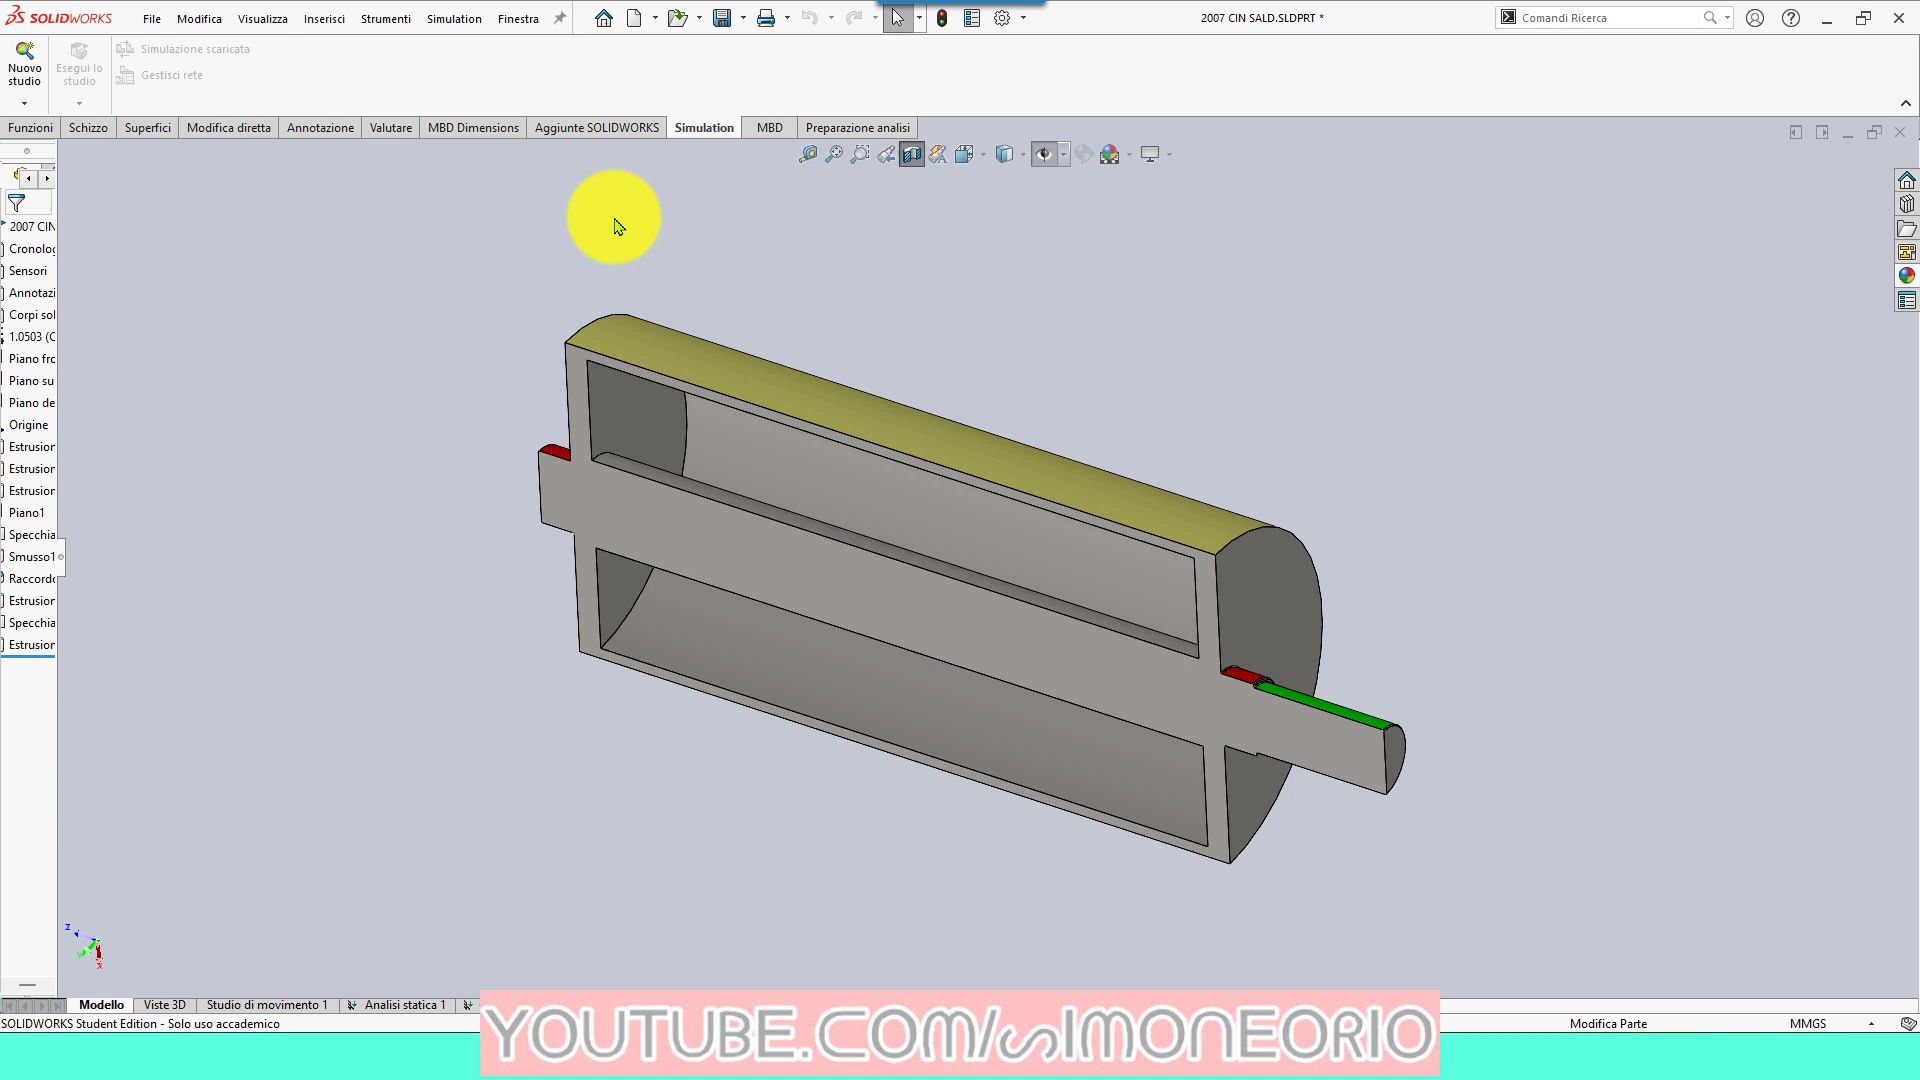 SOLIDWORKS
File
Modifica
Visualizza
Inserisci
Strumenti
Simulation
Finestra
2007 CIN SALD.SLDPRT *
Comandi Ricerca
Nuovo
studio
Esegui lo
studio
Simulazione scaricata
Gestisci rete
Funzioni
Schizzo
Superfici
Modifica diretta
Annotazione
Valutare
MBD Dimensions
Aggiunte SOLIDWORKS
Simulation
MBD
Preparazione analisi
2007 CIN
Cronolog
Sensori
Annotazi
Corpi sol
1.0503 (C
Piano fro
Piano su
Piano de
Origine
Estrusion
Estrusion
Estrusion
Piano1
Specchia
Smusso1
Raccordo
Estrusion
Specchia
Estrusion
Z
Y
X
Modello
Viste 3D
Studio di movimento 1
Analisi statica 1
SOLIDWORKS Student Edition - Solo uso accademico
Modifica Parte
MMGS
YOUTUBE.COM/SIMONEORIO